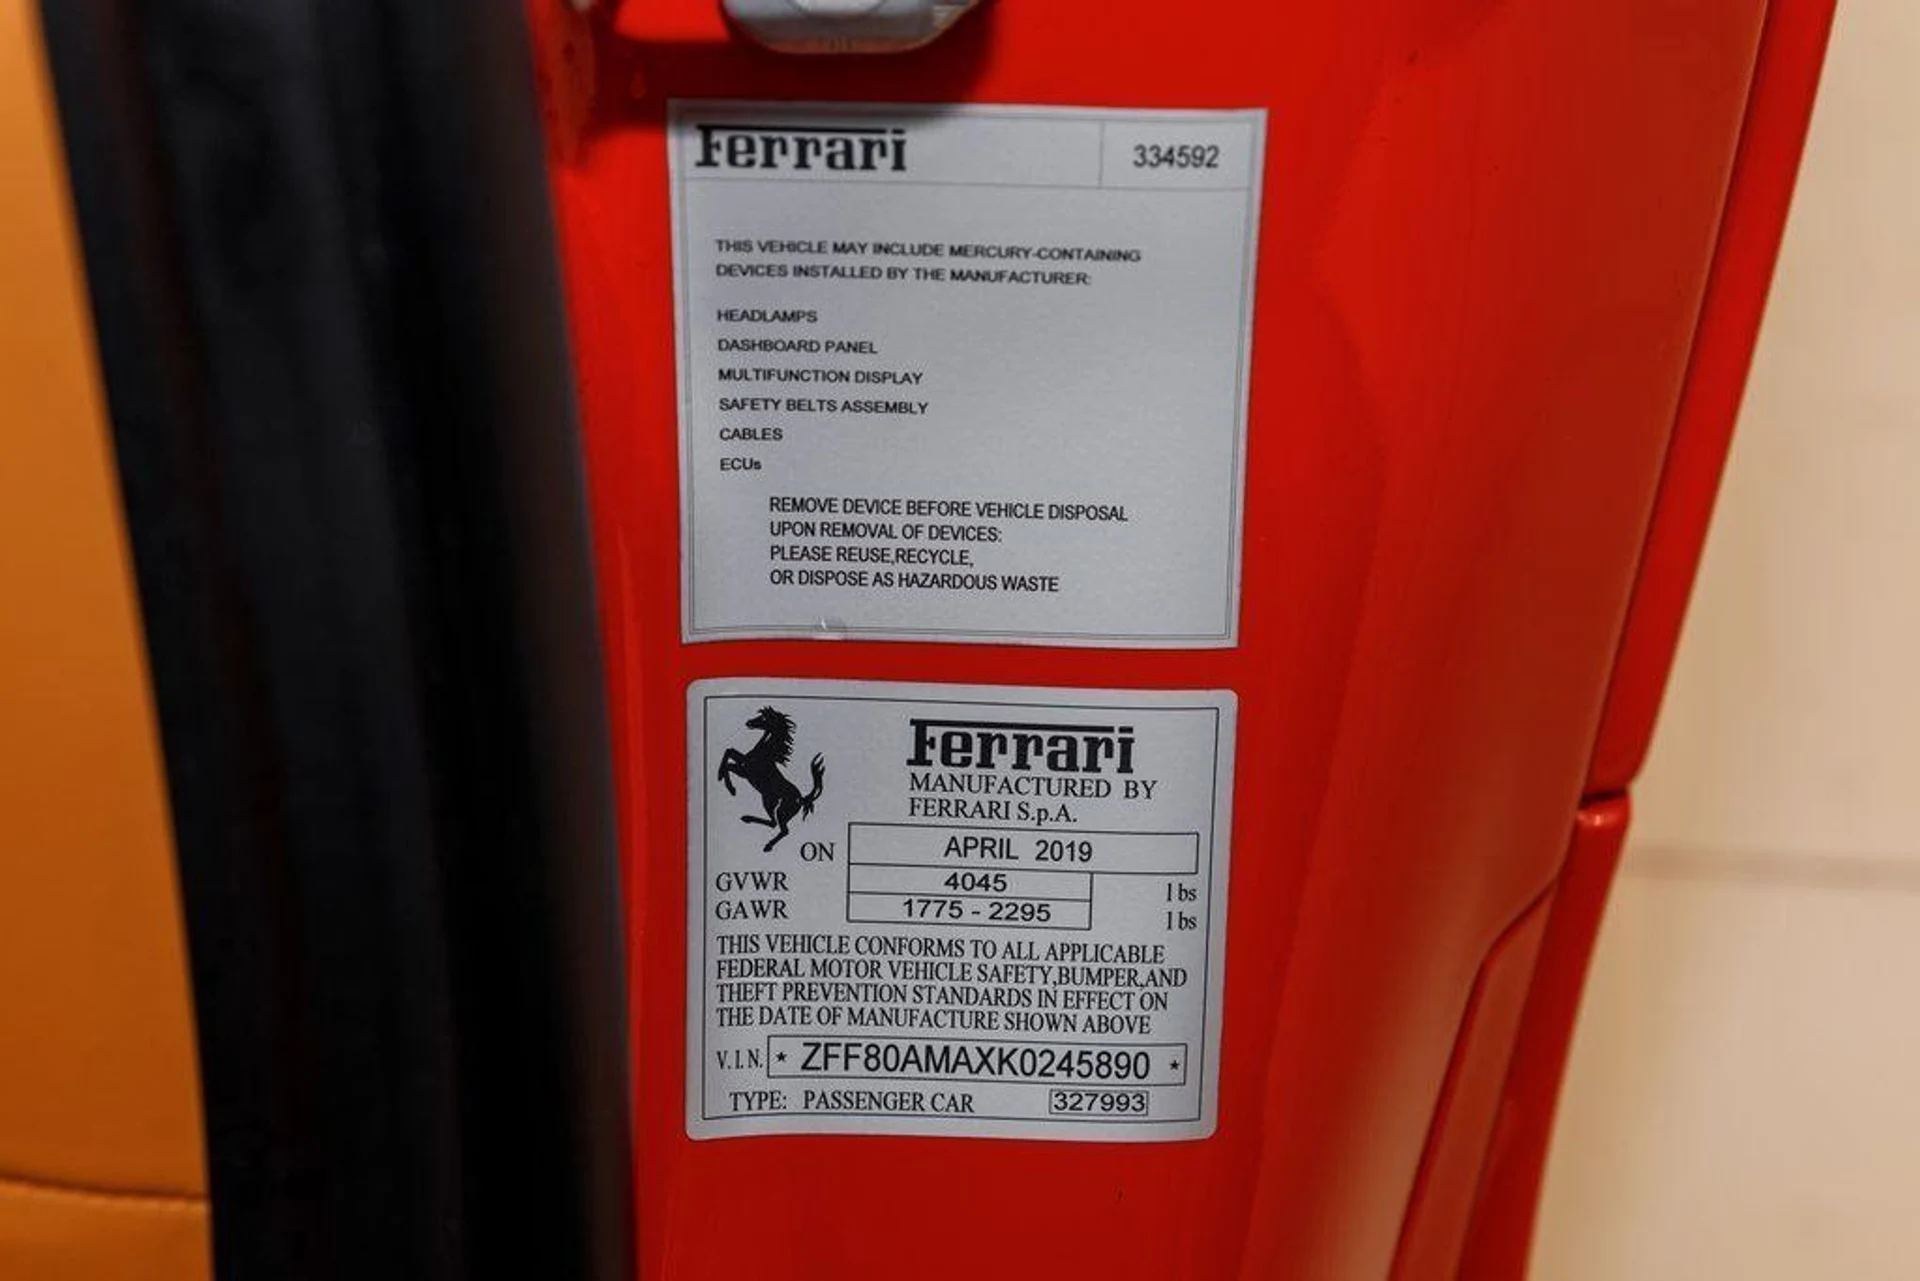 Ferrari 334592
THIS VEHICLE MAY INCLUDE MERCURY-CONTAINING
DEVICES INSTALLED BY THE MANUFACTURER:
HEADLAMPS
DASHBOARD PANEL
MULTIFUNCTION DISPLAY
SAFETY BELTS ASSEMBLY
CABLES
ECUs
REMOVE DEVICE BEFORE VEHICLE DISPOSAL
UPON REMOVAL OF DEVICES:
PLEASE REUSE,RECYCLE,
OR DISPOSE AS HAZARDOUS WASTE
Ferrari
MANUFACTURED BY
FERRARI S.p.A.
ON APRIL 2019
GVWR 4045 lbs
GAWR 1775 - 2295 lbs
THIS VEHICLE CONFORMS TO ALL APPLICABLE
FEDERAL MOTOR VEHICLE SAFETY,BUMPER,AND
THEFT PREVENTION STANDARDS IN EFFECT ON
THE DATE OF MANUFACTURE SHOWN ABOVE
V.I.N. * ZFF80AMAXK0245890 *
TYPE: PASSENGER CAR 327993